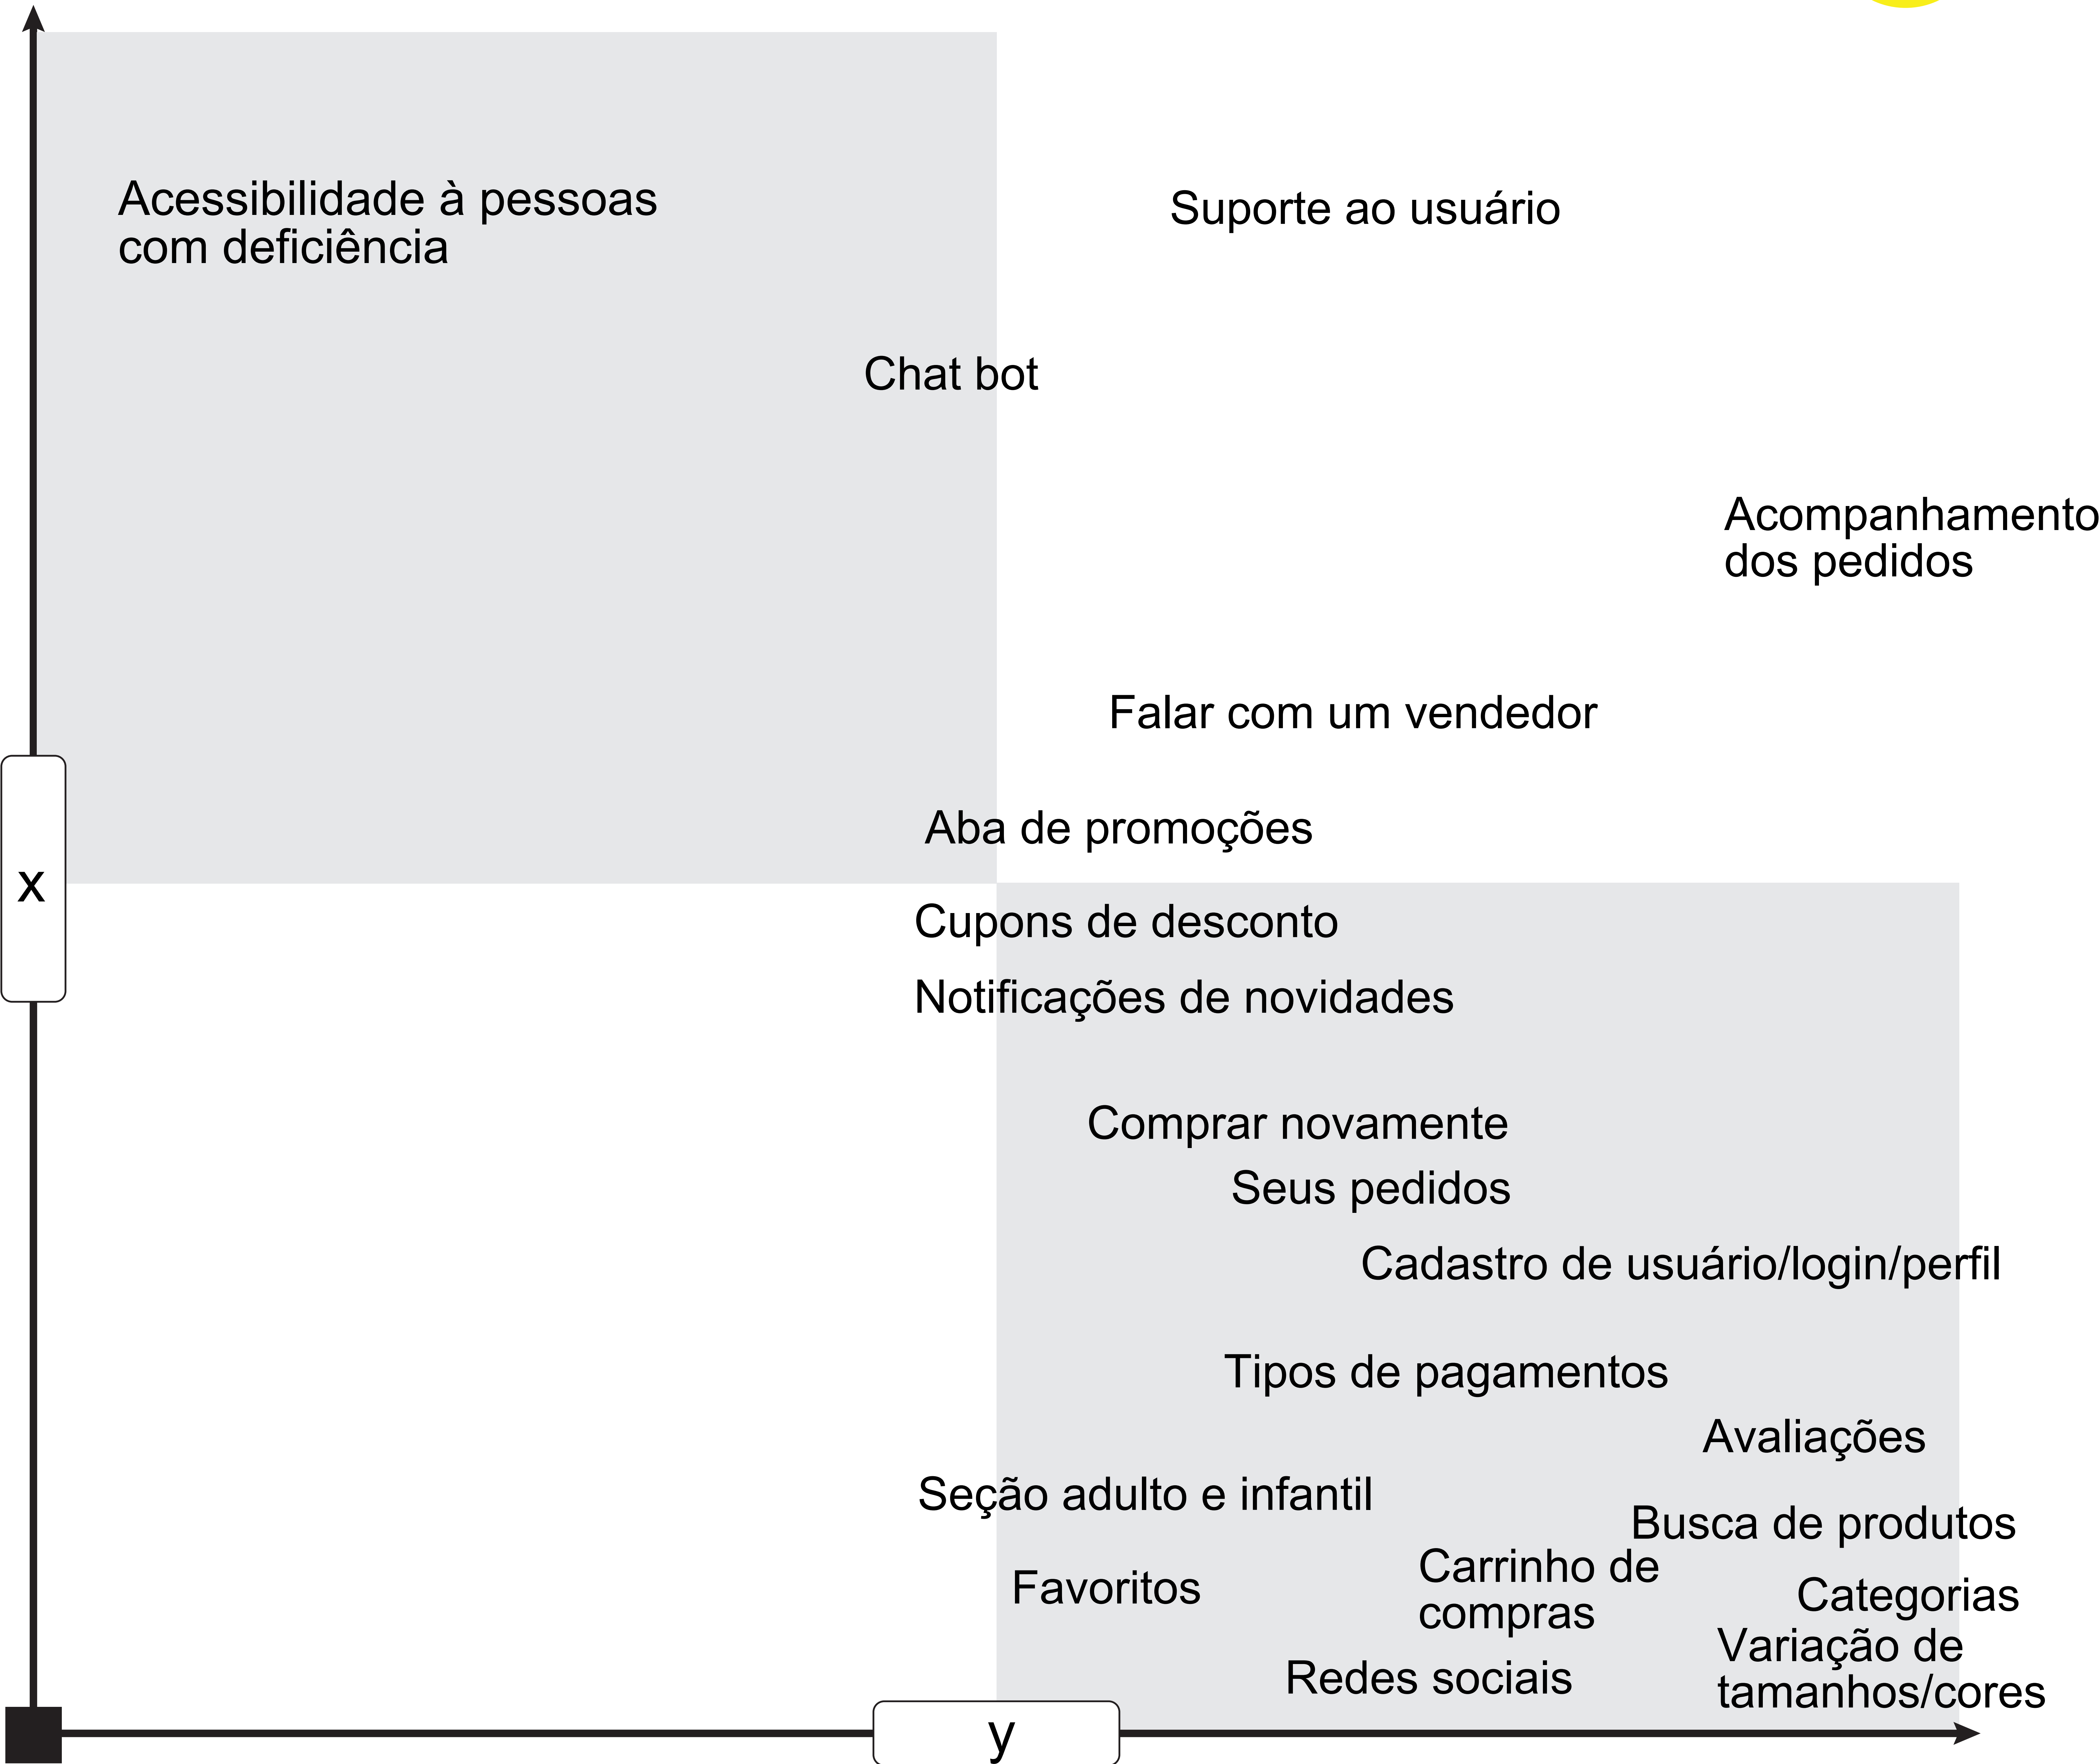 Acessibilidade à pessoas
com deficiência
Suporte ao usuário
Chat bot
Acompanhamento
dos pedidos
Falar com um vendedor
Aba de promoções
x
Cupons de desconto
Notificações de novidades
Comprar novamente
Seus pedidos
Cadastro de usuário/login/perfil
Tipos de pagamentos
Avaliações
Seção adulto e infantil
Busca de produtos
Favoritos
Carrinho de
compras
Categorias
Redes sociais
Variação de
tamanhos/cores
y